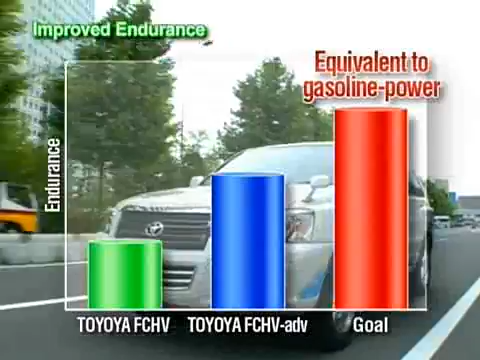 Improved Endurance
Equivalent to
gasoline-power
Endurance
TOYOYA FCHV
TOYOYA FCHV-adv
Goal